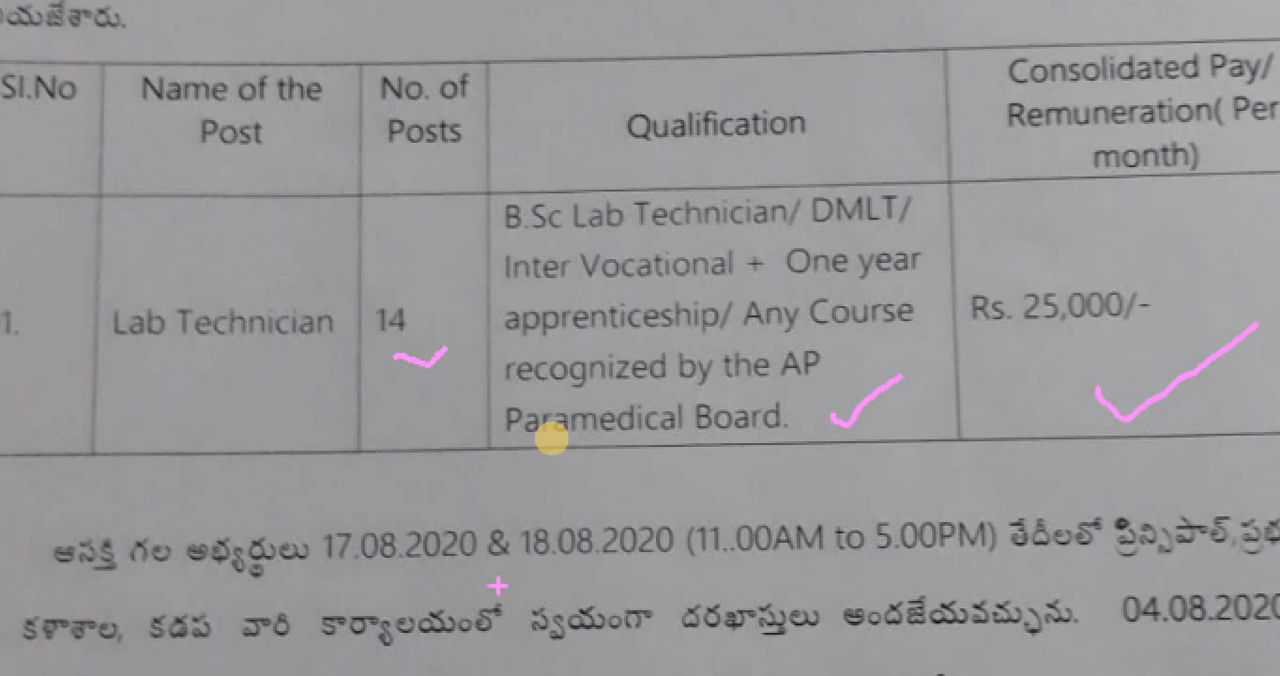 Sl.No
Name of the
Post
No. of
Posts
Qualification
Consolidated Pay/
Remuneration( Per
month)
1.
Lab Technician
14
B.Sc Lab Technician/ DMLT/
Inter Vocational + One year
apprenticeship/ Any Course
recognized by the AP
Paramedical Board.
Rs. 25,000/-
ఆసక్తి గల అభ్యర్థులు 17.08.2020 & 18.08.2020 (11..00AM to 5.00PM) తేదీలలో ప్రిన్సిపాల్,
కళాశాల, కడప వారి కార్యాలయంలో స్వయంగా దరఖాస్తులు అందజేయవచ్చును. 04.08.2020